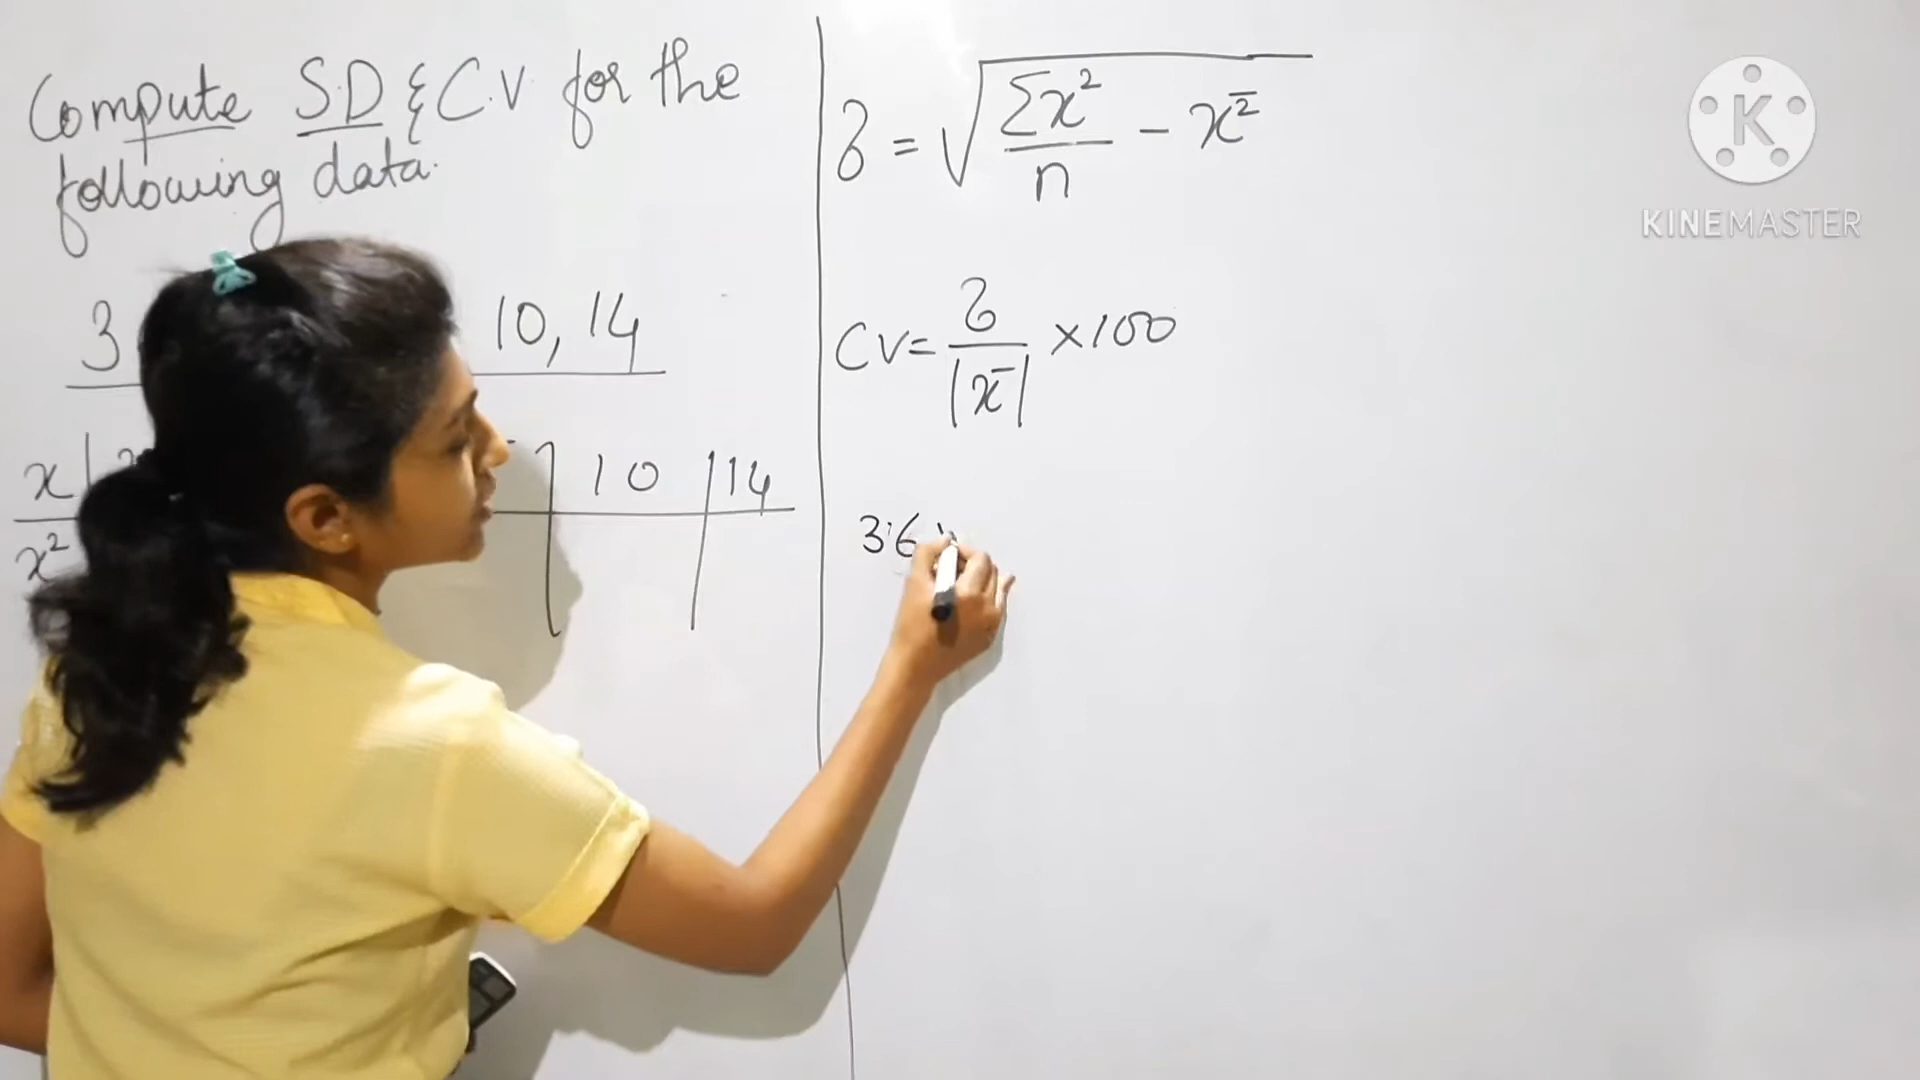 Compute S.D & C.V for the
following data.
3 10, 14
x 10 14
x²
б = √ Σx²/n - x̄²
CV = б/|x̄| × 100
3.6
K
KINEMASTER